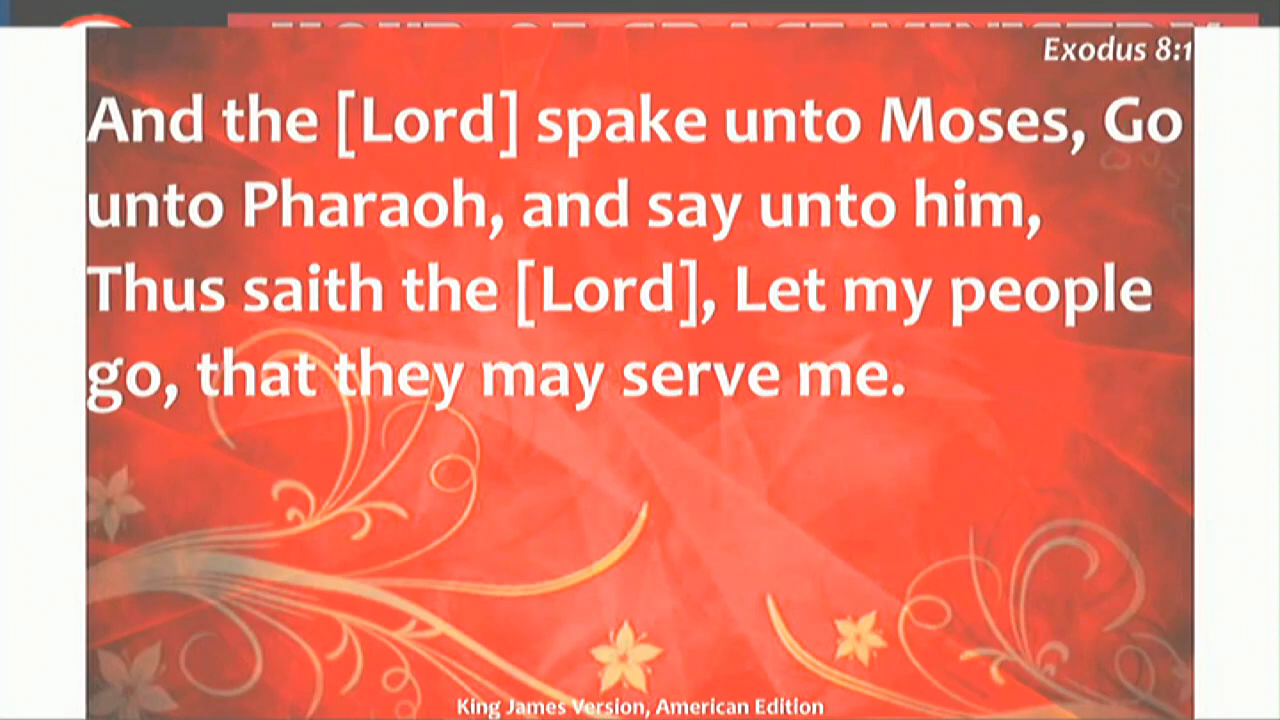 Exodus 8:1
And the [Lord] spake unto Moses, Go
unto Pharaoh, and say unto him,
Thus saith the [Lord], Let my people
go, that they may serve me.
King James Version, American Edition